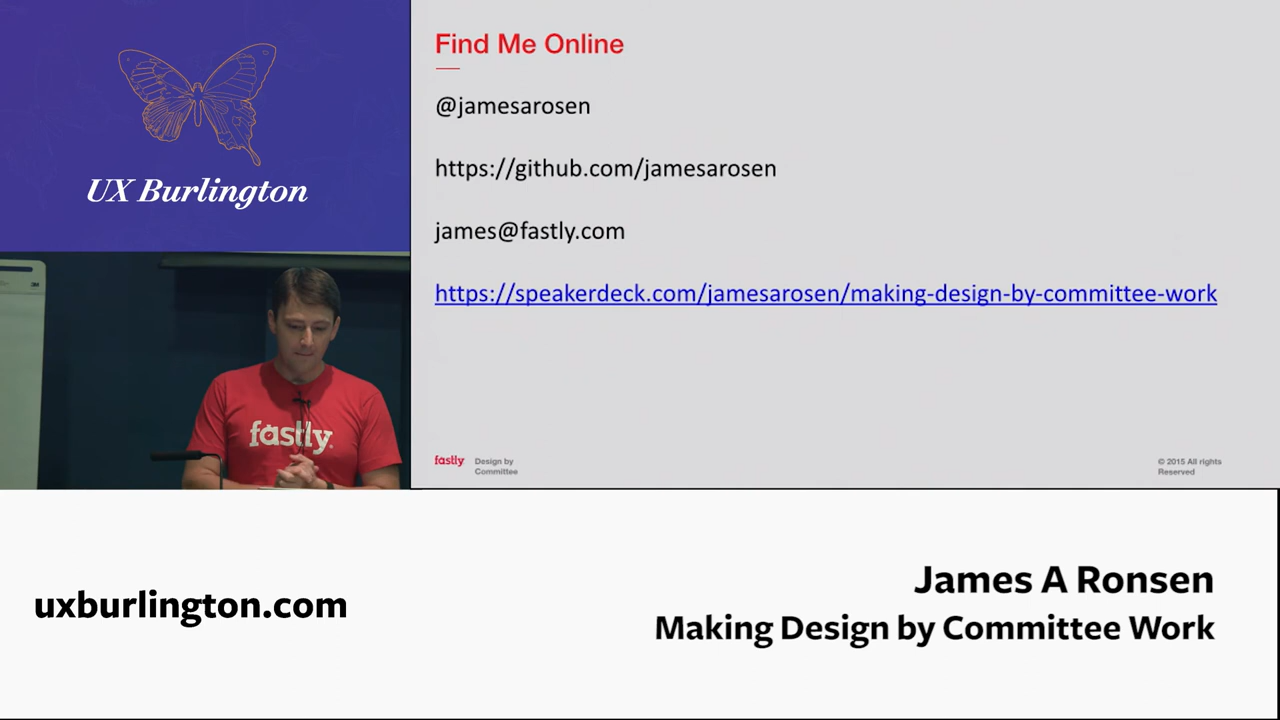 UX Burlington
Find Me Online
@jamesarosen
https://github.com/jamesarosen
james@fastly.com
https://speakerdeck.com/jamesarosen/making-design-by-committee-work
fastly.
fastly
Design by
Committee
© 2015 All rights
Reserved
uxburlington.com
James A Ronsen
Making Design by Committee Work